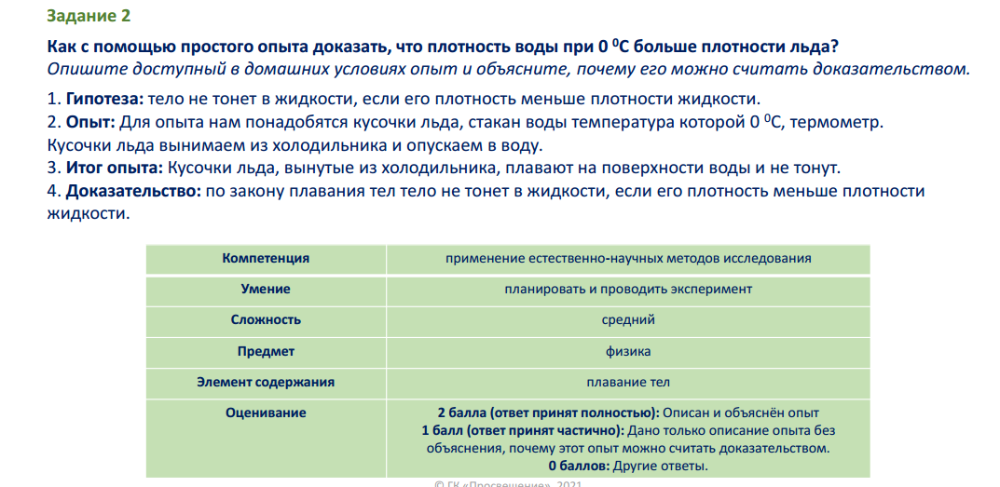 Задание 2
Как с помощью простого опыта доказать, что плотность воды при 0 ⁰С больше плотности льда?
Опишите доступный в домашних условиях опыт и объясните, почему его можно считать доказательством.
1. Гипотеза: тело не тонет в жидкости, если его плотность меньше плотности жидкости.
2. Опыт: Для опыта нам понадобятся кусочки льда, стакан воды температура которой 0 ⁰С, термометр.
Кусочки льда вынимаем из холодильника и опускаем в воду.
3. Итог опыта: Кусочки льда, вынутые из холодильника, плавают на поверхности воды и не тонут.
4. Доказательство: по закону плавания тел тело не тонет в жидкости, если его плотность меньше плотности
жидкости.
Компетенция применение естественно-научных методов исследования
Умение планировать и проводить эксперимент
Сложность средний
Предмет физика
Элемент содержания плавание тел
Оценивание 2 балла (ответ принят полностью): Описан и объяснён опыт
1 балл (ответ принят частично): Дано только описание опыта без
объяснения, почему этот опыт можно считать доказательством.
0 баллов: Другие ответы.
© ГК «Просвещение», 2021